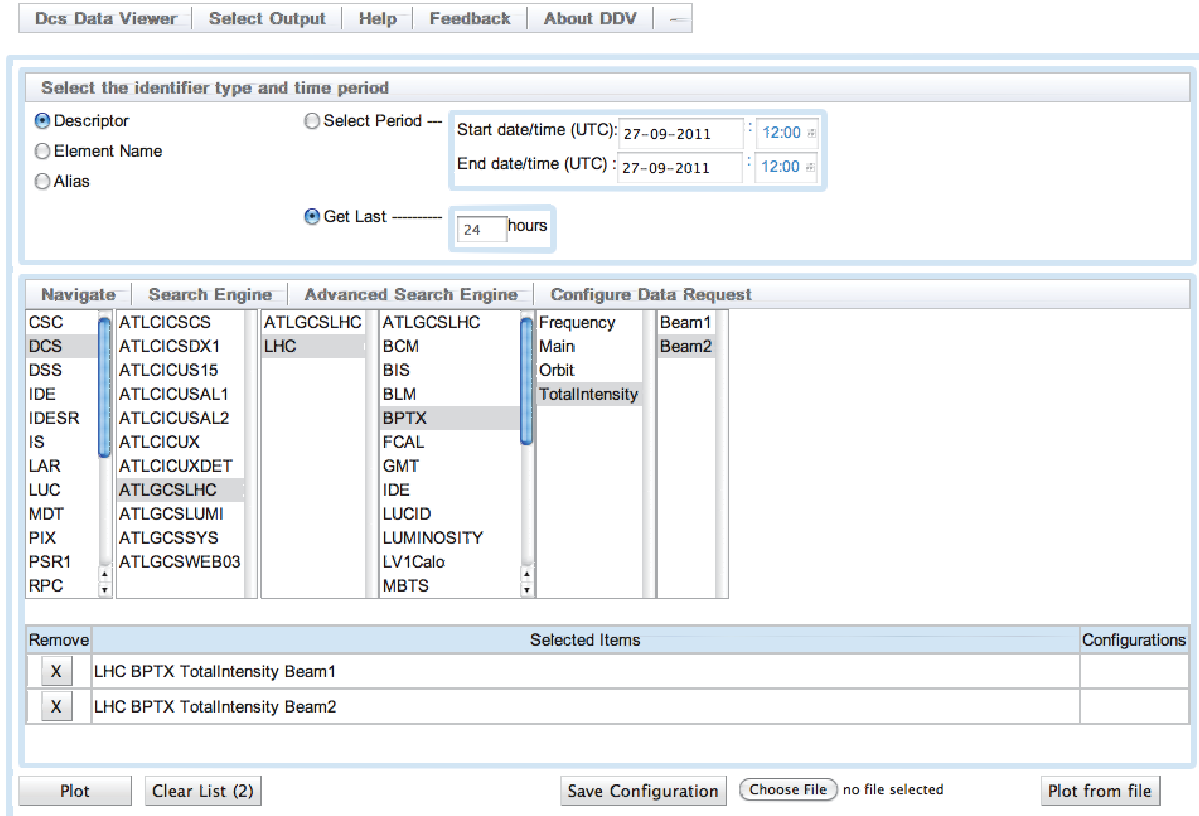 Dcs Data Viewer Select Output Help Feedback About DDV
Select the identifier type and time period
Descriptor
Element Name
Alias
Select Period ---
Start date/time (UTC): 27-09-2011 : 12:00
End date/time (UTC) : 27-09-2011 : 12:00
Get Last ----------
24 hours
Navigate Search Engine Advanced Search Engine Configure Data Request
CSC ATLCICSCS ATLGCSLHC ATLGCSLHC Frequency Beam1
DCS ATLCICSDX1 LHC BCM Main Beam2
DSS ATLCICUS15 BIS Orbit
IDE ATLCICUSAL1 BLM TotalIntensity
IDESR ATLCICUSAL2 BPTX
IS ATLCICUX FCAL
LAR ATLCICUXDET GMT
LUC ATLGCSLHC IDE
MDT ATLGCSLUMI LUCID
PIX ATLGCSSYS LUMINOSITY
PSR1 ATLGCSWEB03 LV1Calo
RPC MBTS
Remove Selected Items Configurations
X LHC BPTX TotalIntensity Beam1
X LHC BPTX TotalIntensity Beam2
Plot Clear List (2) Save Configuration Choose File no file selected Plot from file